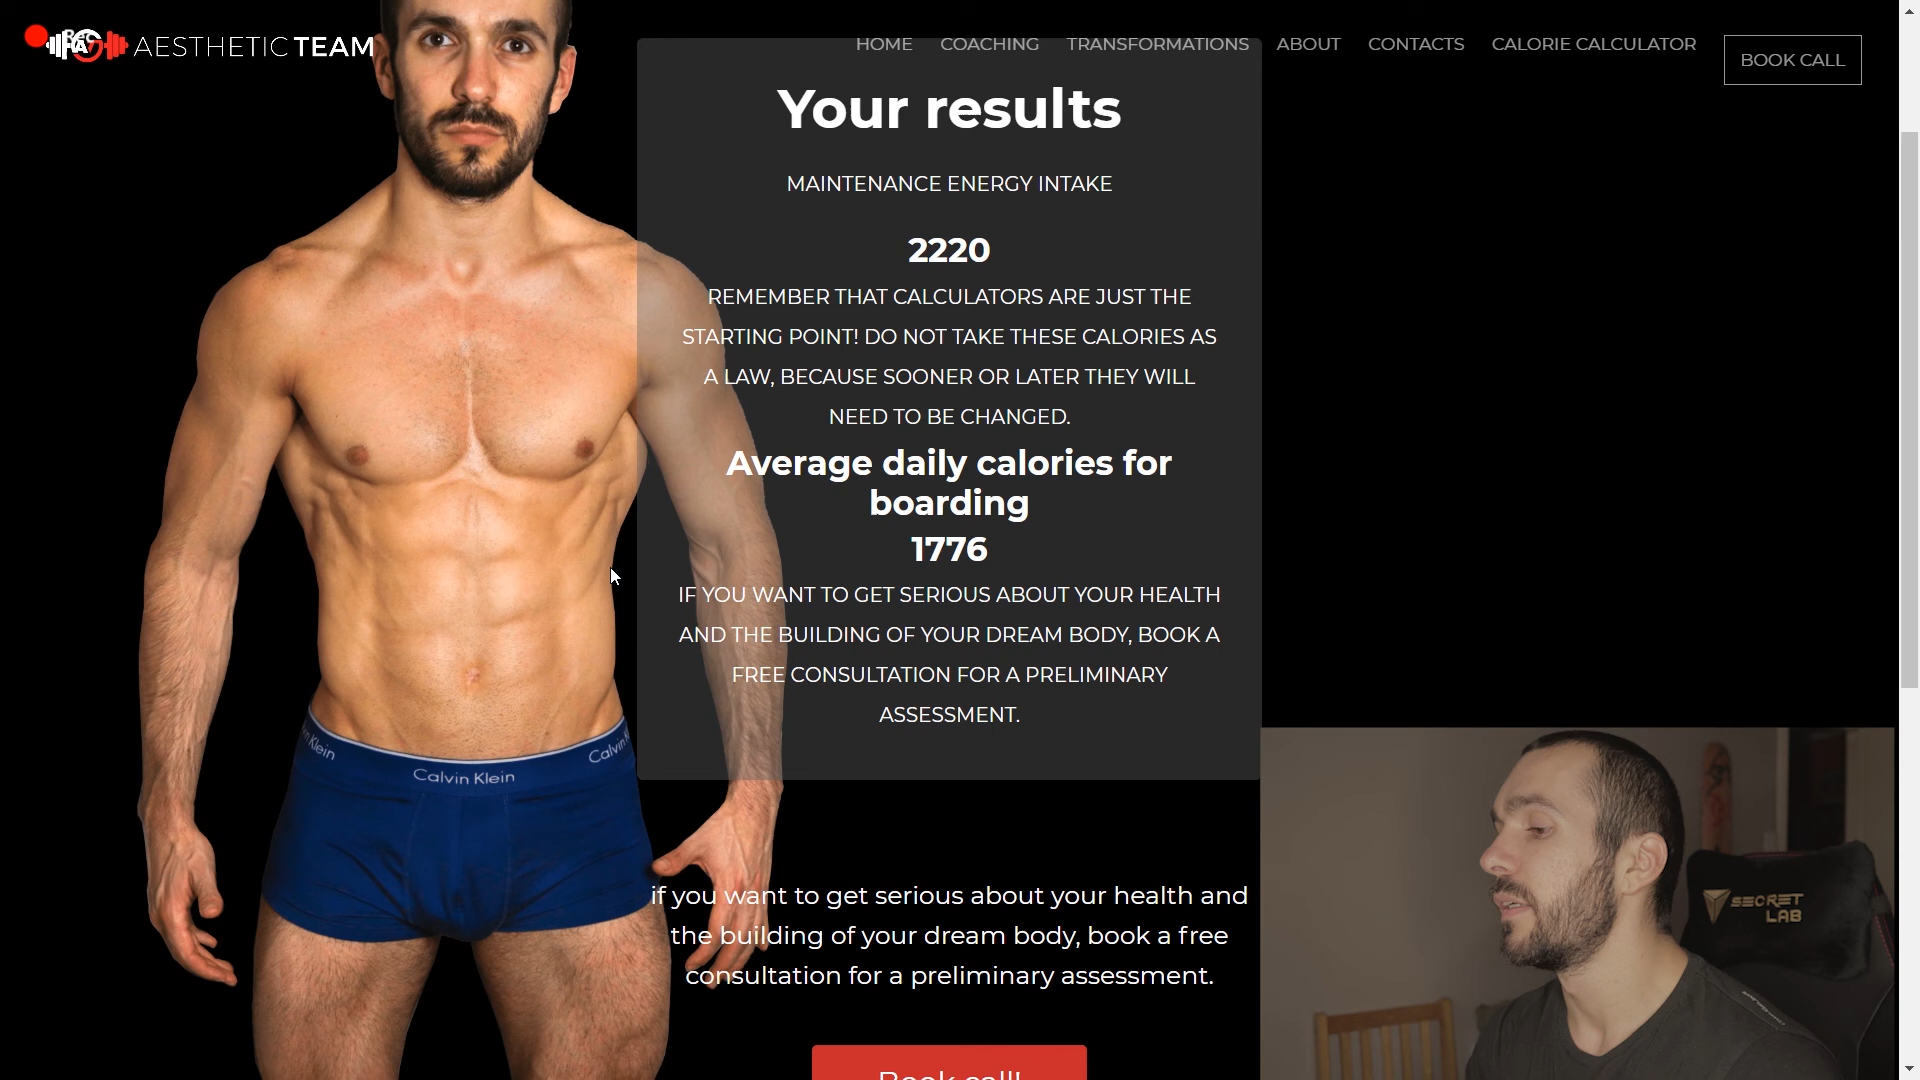 AESTHETIC TEAM
HOME COACHING TRANSFORMATIONS ABOUT CONTACTS CALORIE CALCULATOR BOOK CALL
Your results
MAINTENANCE ENERGY INTAKE
2220
REMEMBER THAT CALCULATORS ARE JUST THE
STARTING POINT! DO NOT TAKE THESE CALORIES AS
A LAW, BECAUSE SOONER OR LATER THEY WILL
NEED TO BE CHANGED.
Average daily calories for
boarding
1776
IF YOU WANT TO GET SERIOUS ABOUT YOUR HEALTH
AND THE BUILDING OF YOUR DREAM BODY, BOOK A
FREE CONSULTATION FOR A PRELIMINARY
ASSESSMENT.
Calvin Klein
SECRET
LAB
if you want to get serious about your health and
the building of your dream body, book a free
consultation for a preliminary assessment.
Book call!